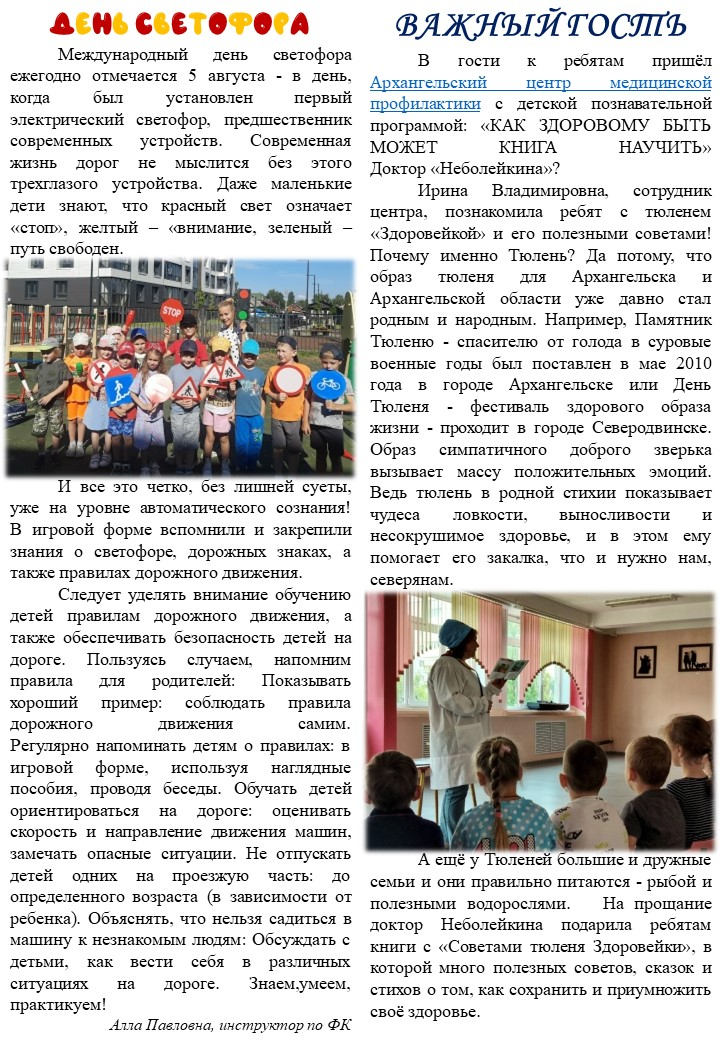 ДЕНЬ СВЕТОФОРА
Международный день светофора
ежегодно отмечается 5 августа - в день,
когда был установлен первый
электрический светофор, предшественник
современных устройств. Современная
жизнь дорог не мыслится без этого
трехглазого устройства. Даже маленькие
дети знают, что красный свет означает
«стоп», желтый – «внимание, зеленый –
путь свободен.
STOP
И все это четко, без лишней суеты,
уже на уровне автоматического сознания!
В игровой форме вспомнили и закрепили
знания о светофоре, дорожных знаках, а
также правилах дорожного движения.
Следует уделять внимание обучению
детей правилам дорожного движения, а
также обеспечивать безопасность детей на
дороге. Пользуясь случаем, напомним
правила для родителей: Показывать
хороший пример: соблюдать правила
дорожного движения самим.
Регулярно напоминать детям о правилах: в
игровой форме, используя наглядные
пособия, проводя беседы. Обучать детей
ориентироваться на дороге: оценивать
скорость и направление движения машин,
замечать опасные ситуации. Не отпускать
детей одних на проезжую часть: до
определенного возраста (в зависимости от
ребенка). Объяснять, что нельзя садиться в
машину к незнакомым людям: Обсуждать с
детьми, как вести себя в различных
ситуациях на дороге. Знаем,умеем,
практикуем!
Алла Павловна, инструктор по ФК
ВАЖНЫЙ ГОСТЬ
В гости к ребятам пришёл
Архангельский центр медицинской
профилактики с детской познавательной
программой: «КАК ЗДОРОВОМУ БЫТЬ
МОЖЕТ КНИГА НАУЧИТЬ»
Доктор «Неболейкина»?
Ирина Владимировна, сотрудник
центра, познакомила ребят с тюленем
«Здоровейкой» и его полезными советами!
Почему именно Тюлень? Да потому, что
образ тюленя для Архангельска и
Архангельской области уже давно стал
родным и народным. Например, Памятник
Тюленю - спасителю от голода в суровые
военные годы был поставлен в мае 2010
года в городе Архангельске или День
Тюленя - фестиваль здорового образа
жизни - проходит в городе Северодвинске.
Образ симпатичного доброго зверька
вызывает массу положительных эмоций.
Ведь тюлень в родной стихии показывает
чудеса ловкости, выносливости и
несокрушимое здоровье, и в этом ему
помогает его закалка, что и нужно нам,
северянам.
А ещё у Тюленей большие и дружные
семьи и они правильно питаются - рыбой и
полезными водорослями. На прощание
доктор Неболейкина подарила ребятам
книги с «Советами тюленя Здоровейки», в
которой много полезных советов, сказок и
стихов о том, как сохранить и приумножить
своё здоровье.